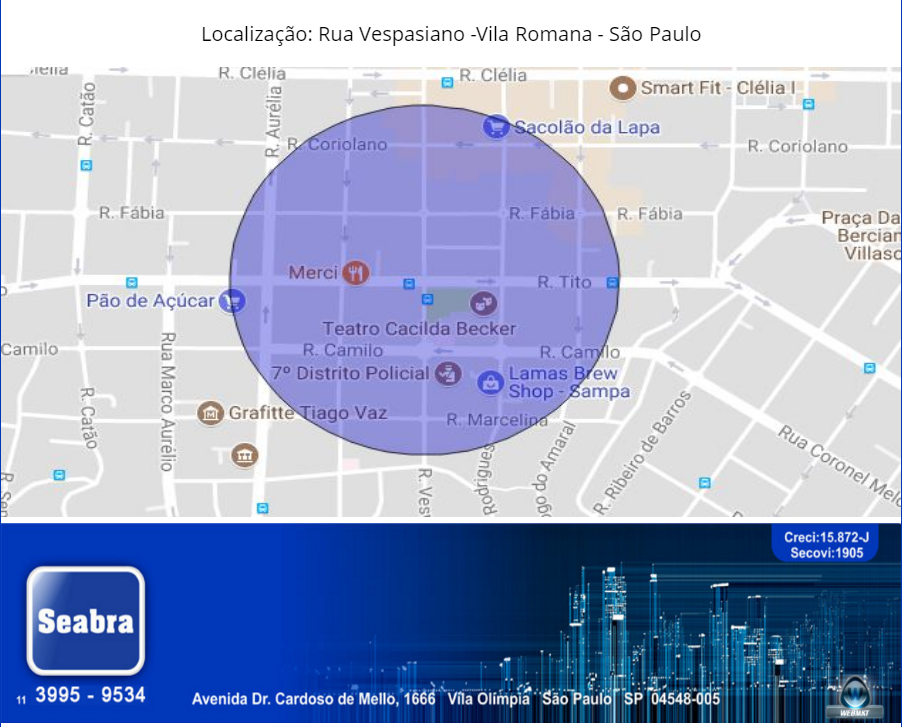 Localização: Rua Vespasiano -Vila Romana - São Paulo
R. Clélia
R. Clélia
Smart Fit - Clélia I
R. Catão
R. Aurélia
Sacolão da Lapa
R. Coriolano
R. Coriolano
R. Fábia
R. Fábia
R. Fábia
Praça Da
Bercian
Villasc
Merci
R. Tito
Pão de Açúcar
Teatro Cacilda Becker
Camilo
R. Camilo
R. Camilo
Rua Marco Aurélio
7º Distrito Policial
Lamas Brew
Shop - Sampa
R. Catão
Grafitte Tiago Vaz
R. Marcelina
R. Ribeiro de Barros
Rua Coronel Melo
R. Vesp
Rodrigues
ogo do Amaral
R. Sen
Creci:15.872-J
Secovi:1905
Seabra
11 3995 - 9534
Avenida Dr. Cardoso de Mello, 1666 Vila Olímpia São Paulo SP 04548-005
WEBMKT